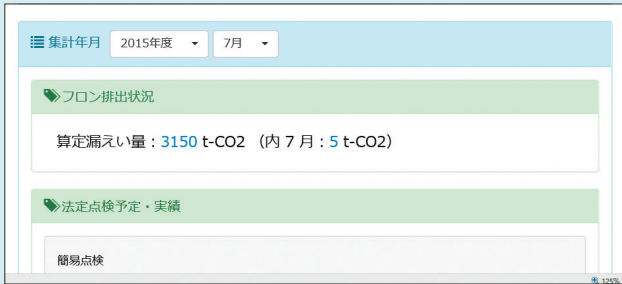 集計年月 2015年度 7月
フロン排出状況
算定漏えい量：3150 t-CO2 （内 7 月：5 t-CO2）
法定点検予定・実績
簡易点検
125%